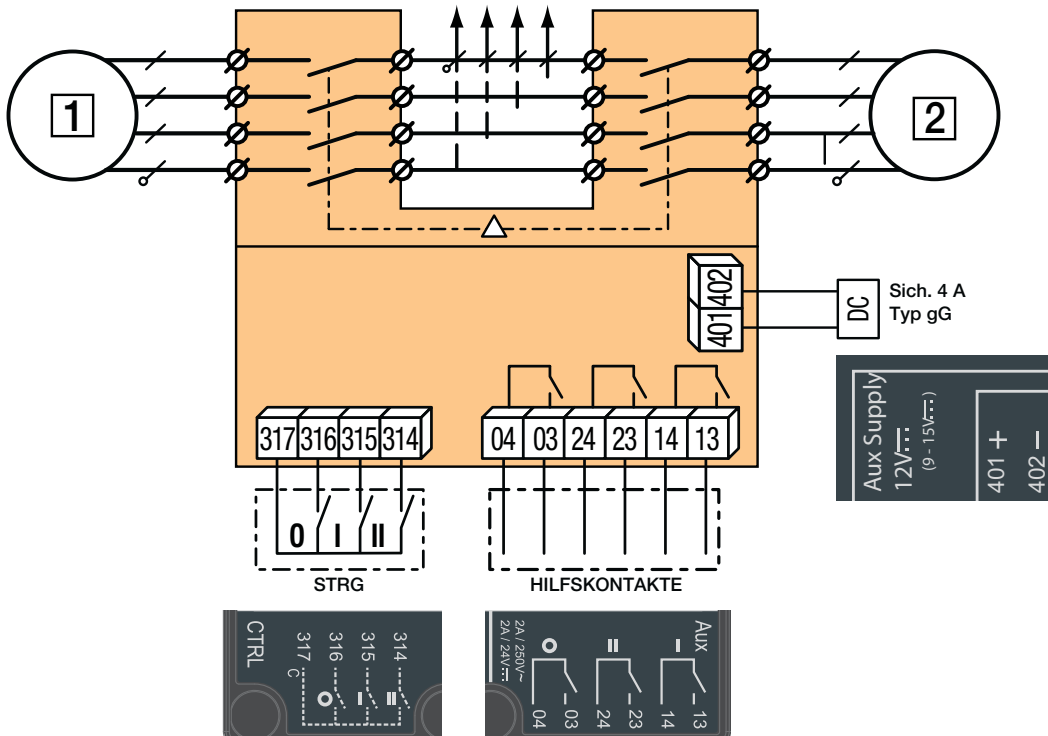 1
2
402
401
DC
Sich. 4 A
Typ gG
317 316 315 314
04 03 24 23 14 13
O I II
STRG
HILFSKONTAKTE
Aux Supply
12V
(9 - 15V)
401 +
402 –
CTRL
317
316
315
314
C
O
I
II
2A / 250V~
2A / 24V
Aux
O
II
I
04
03
24
23
14
13